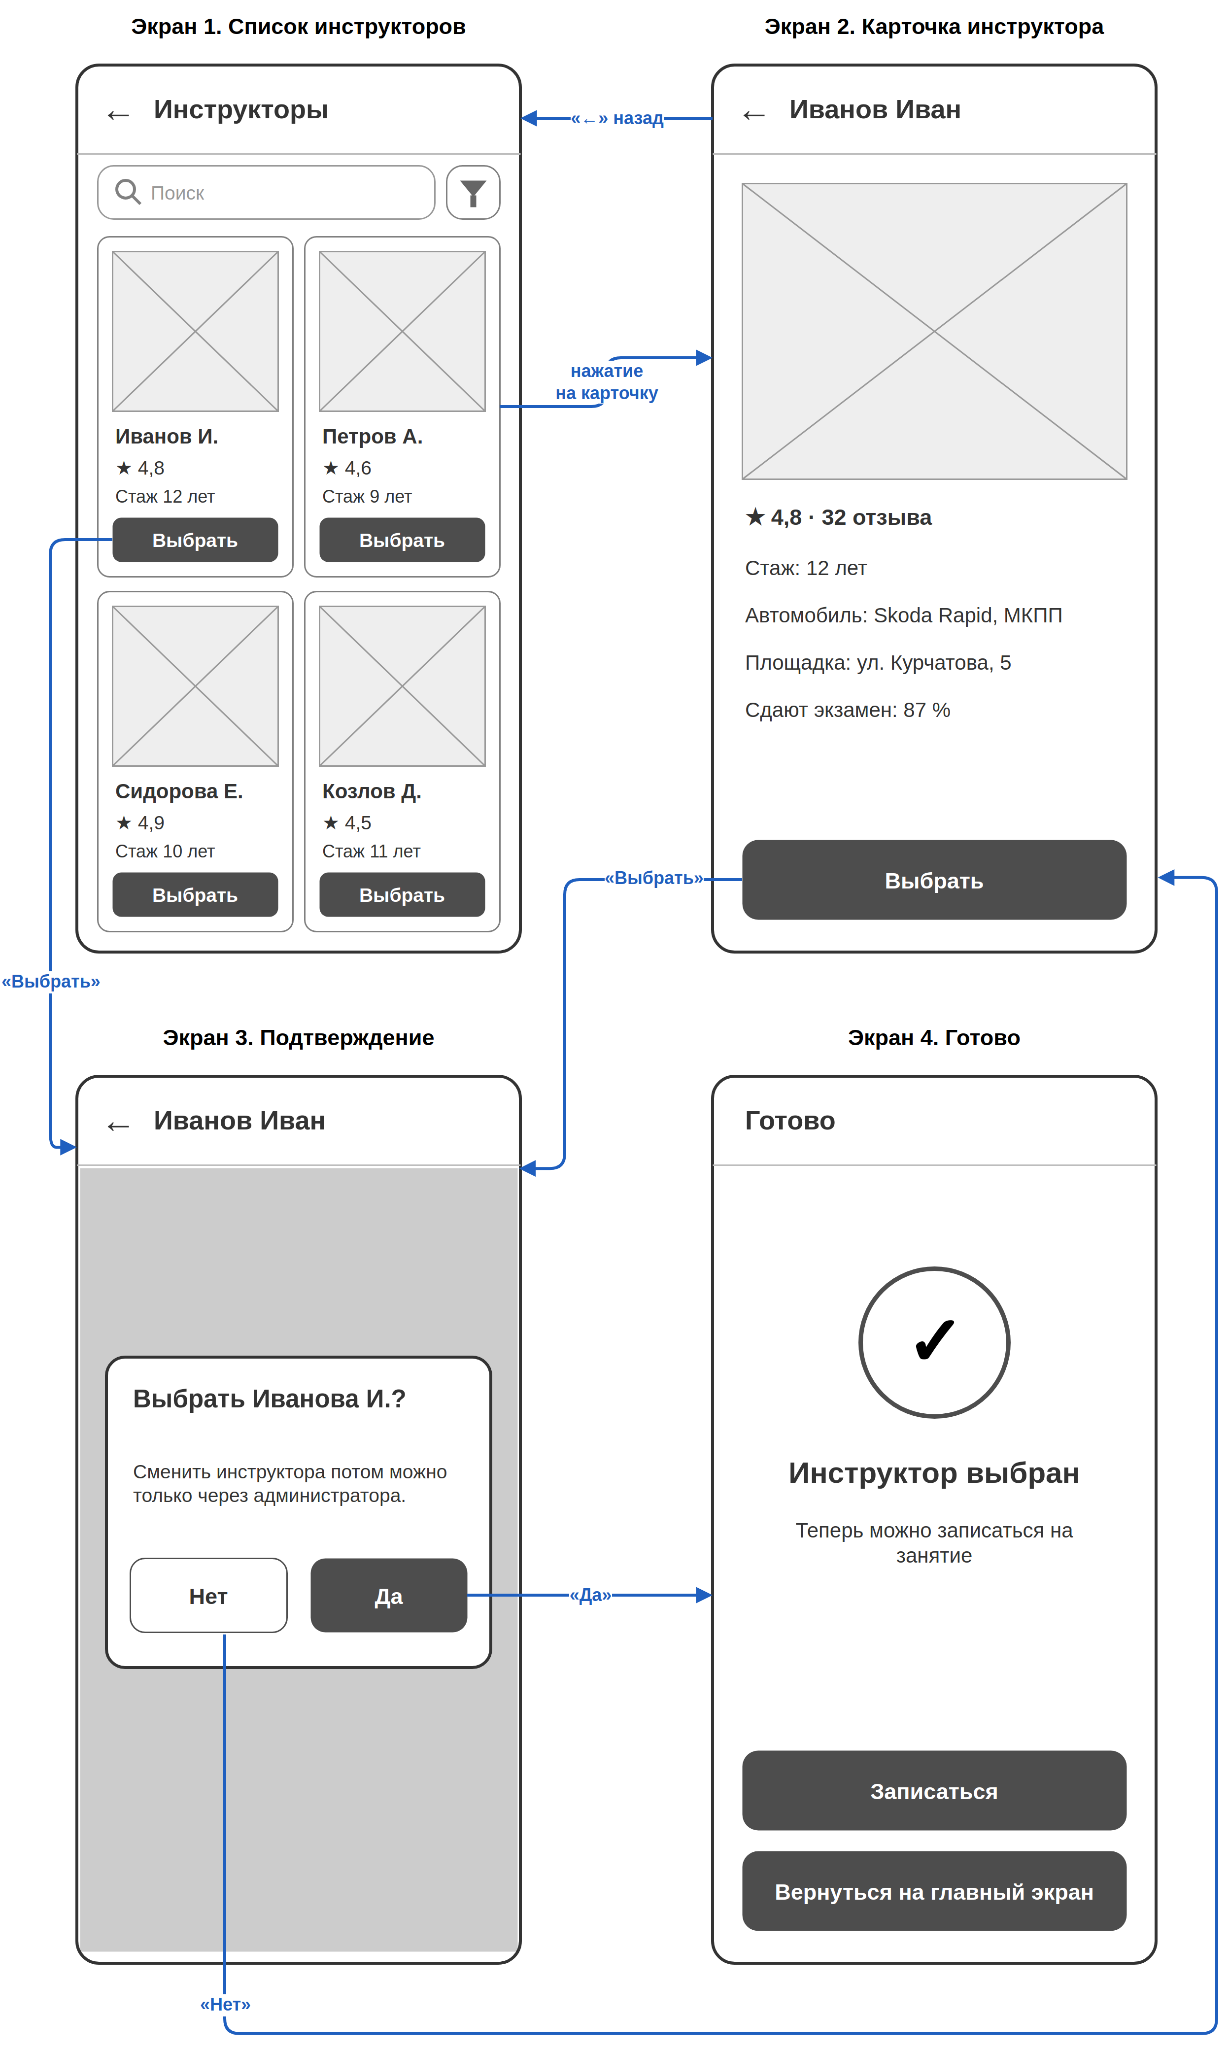 Экран 1. Список инструкторов
← Инструкторы
Поиск
Иванов И.
★ 4,8
Стаж 12 лет
Выбрать
Петров А.
★ 4,6
Стаж 9 лет
Выбрать
Сидорова Е.
★ 4,9
Стаж 10 лет
Выбрать
Козлов Д.
★ 4,5
Стаж 11 лет
Выбрать
«←» назад
нажатие
на карточку
Экран 2. Карточка инструктора
← Иванов Иван
★ 4,8 · 32 отзыва
Стаж: 12 лет
Автомобиль: Skoda Rapid, МКПП
Площадка: ул. Курчатова, 5
Сдают экзамен: 87 %
Выбрать
«Выбрать»
«Выбрать»
Экран 3. Подтверждение
← Иванов Иван
Выбрать Иванова И.?
Сменить инструктора потом можно
только через администратора.
Нет
Да
«Да»
«Нет»
Экран 4. Готово
Готово
✓
Инструктор выбран
Теперь можно записаться на
занятие
Записаться
Вернуться на главный экран